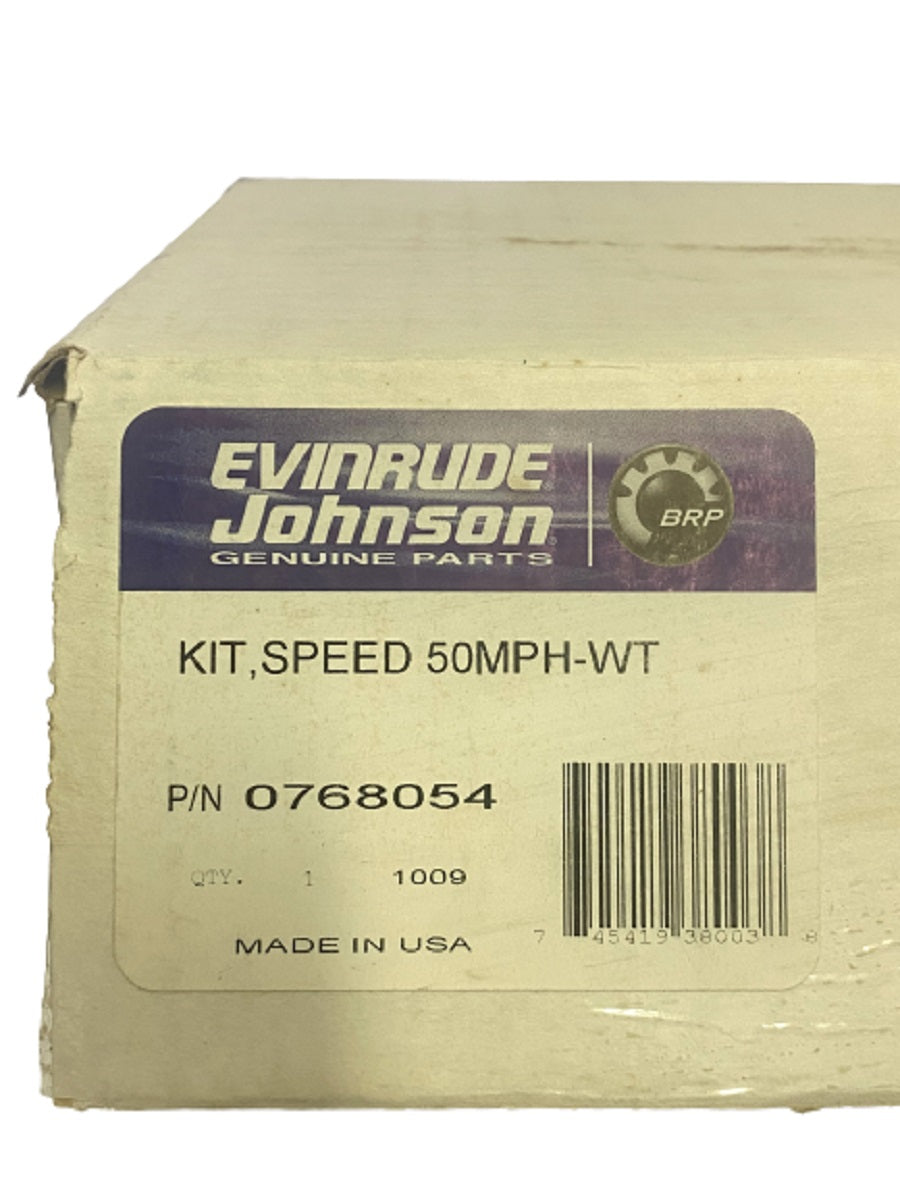 EVINRUDE
Johnson
GENUINE PARTS
BRP
KIT,SPEED 50MPH-WT
P/N 0768054
QTY. 1 1009
MADE IN USA
7 45419 38003 8